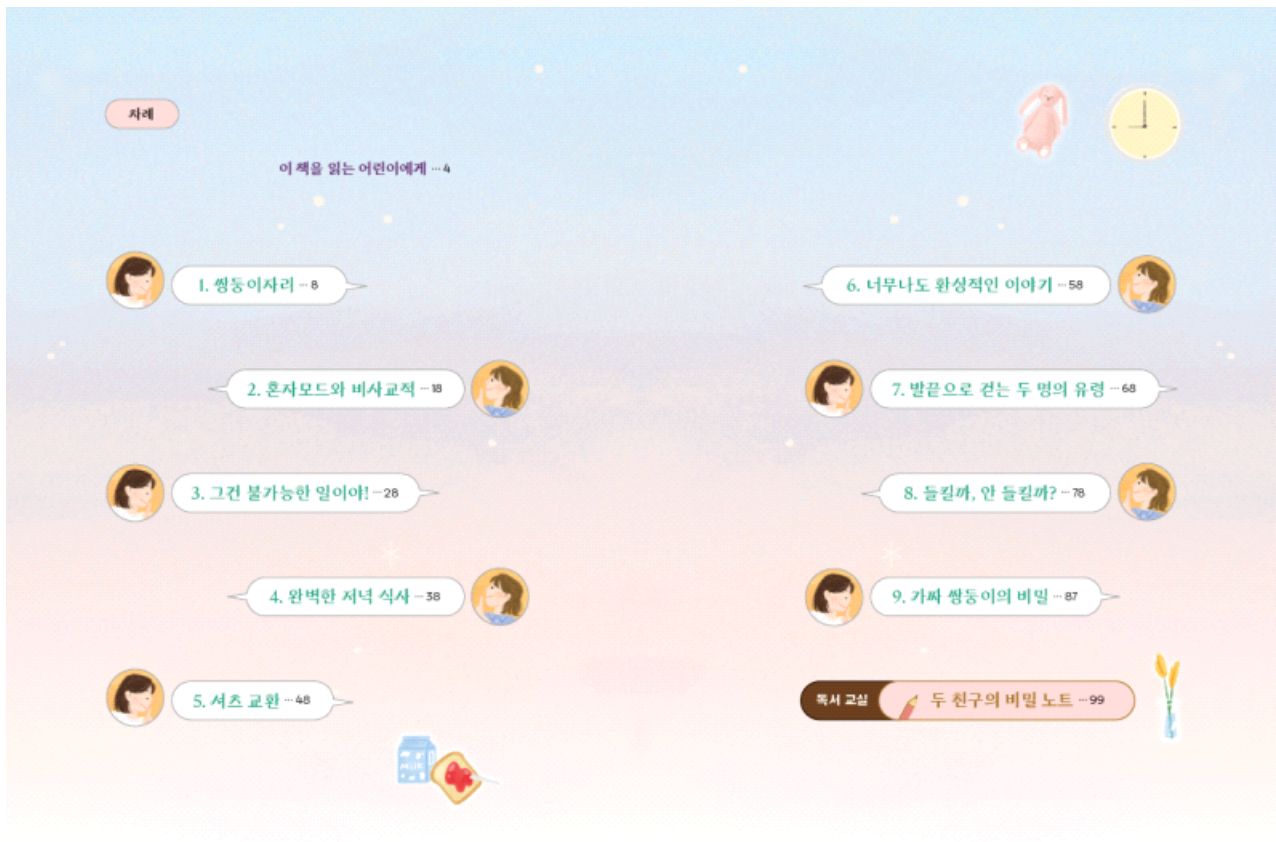 차례
이 책을 읽는 어린이에게 … 4
1. 쌍둥이자리 … 8
2. 혼자모드와 비사교적 … 18
3. 그건 불가능한 일이야! … 28
4. 완벽한 저녁 식사 … 38
5. 셔츠 교환 … 48
MILK
6. 너무나도 환상적인 이야기 … 58
7. 발끝으로 걷는 두 명의 유령 … 68
8. 들킬까, 안 들킬까? … 78
9. 가짜 쌍둥이의 비밀 … 87
독서 교실 두 친구의 비밀 노트 … 99